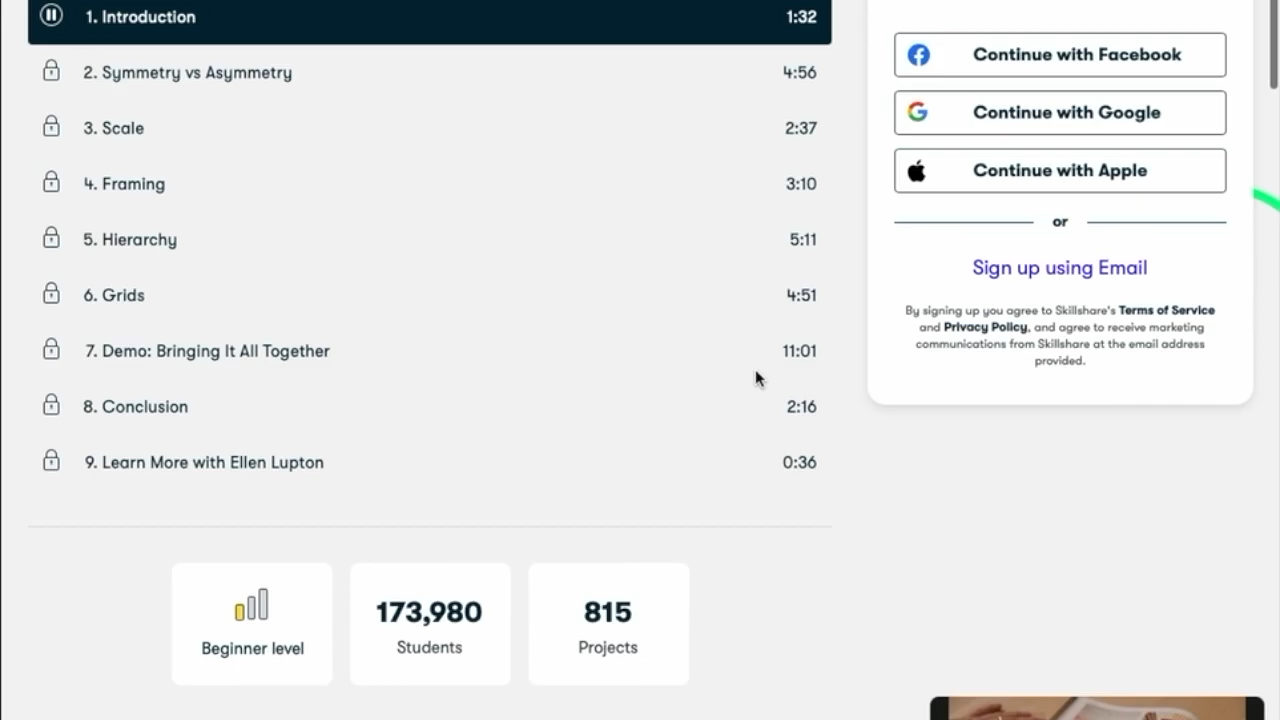 1. Introduction 1:32
2. Symmetry vs Asymmetry 4:56
3. Scale 2:37
4. Framing 3:10
5. Hierarchy 5:11
6. Grids 4:51
7. Demo: Bringing It All Together 11:01
8. Conclusion 2:16
9. Learn More with Ellen Lupton 0:36
Beginner level
173,980
Students
815
Projects
Continue with Facebook
Continue with Google
Continue with Apple
or
Sign up using Email
By signing up you agree to Skillshare's Terms of Service
and Privacy Policy, and agree to receive marketing
communications from Skillshare at the email address
provided.